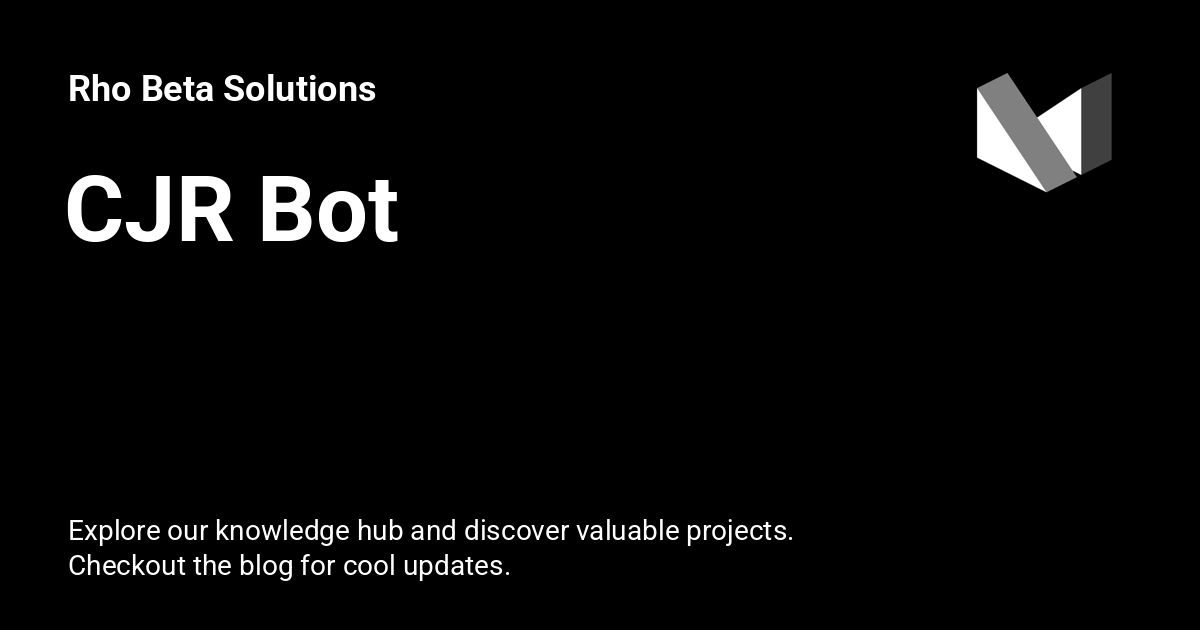 Rho Beta Solutions
CJR Bot
Explore our knowledge hub and discover valuable projects.
Checkout the blog for cool updates.